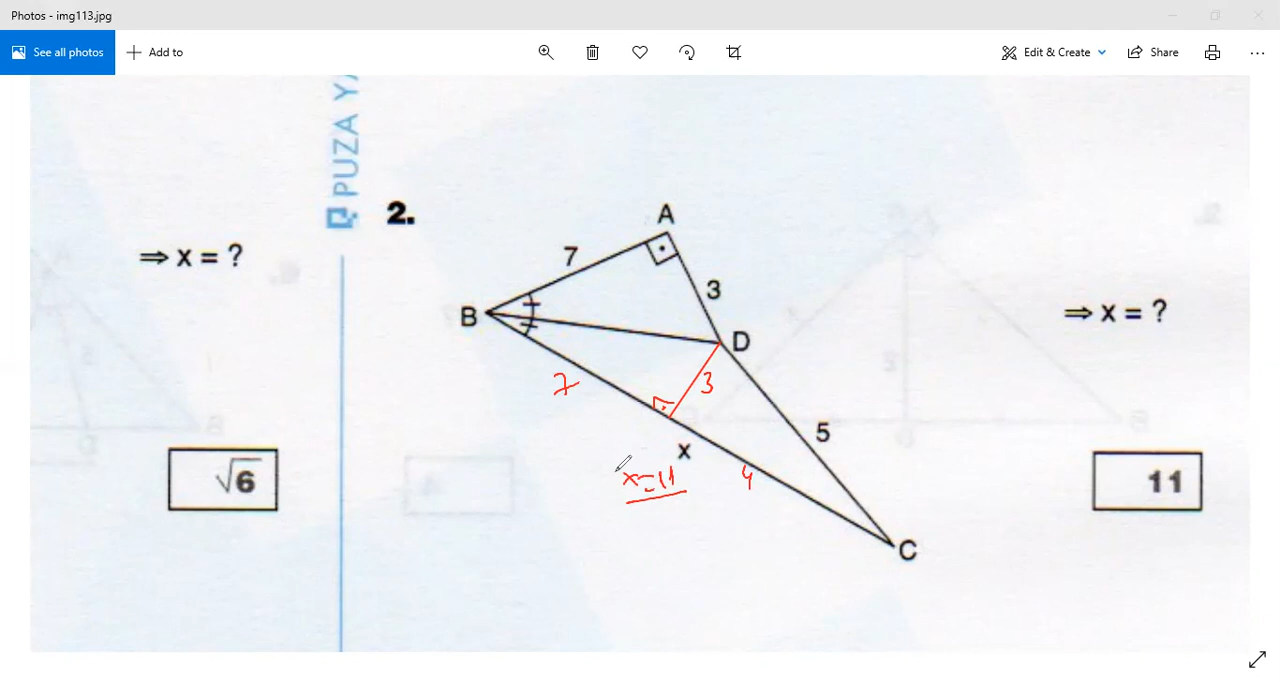 Photos - img113.jpg
See all photos
Add to
Edit & Create
Share
PUZA Y
⇒ x = ?
√6
2.
A
7
3
B
D
7
3
5
x
x=11
4
C
⇒ x = ?
11